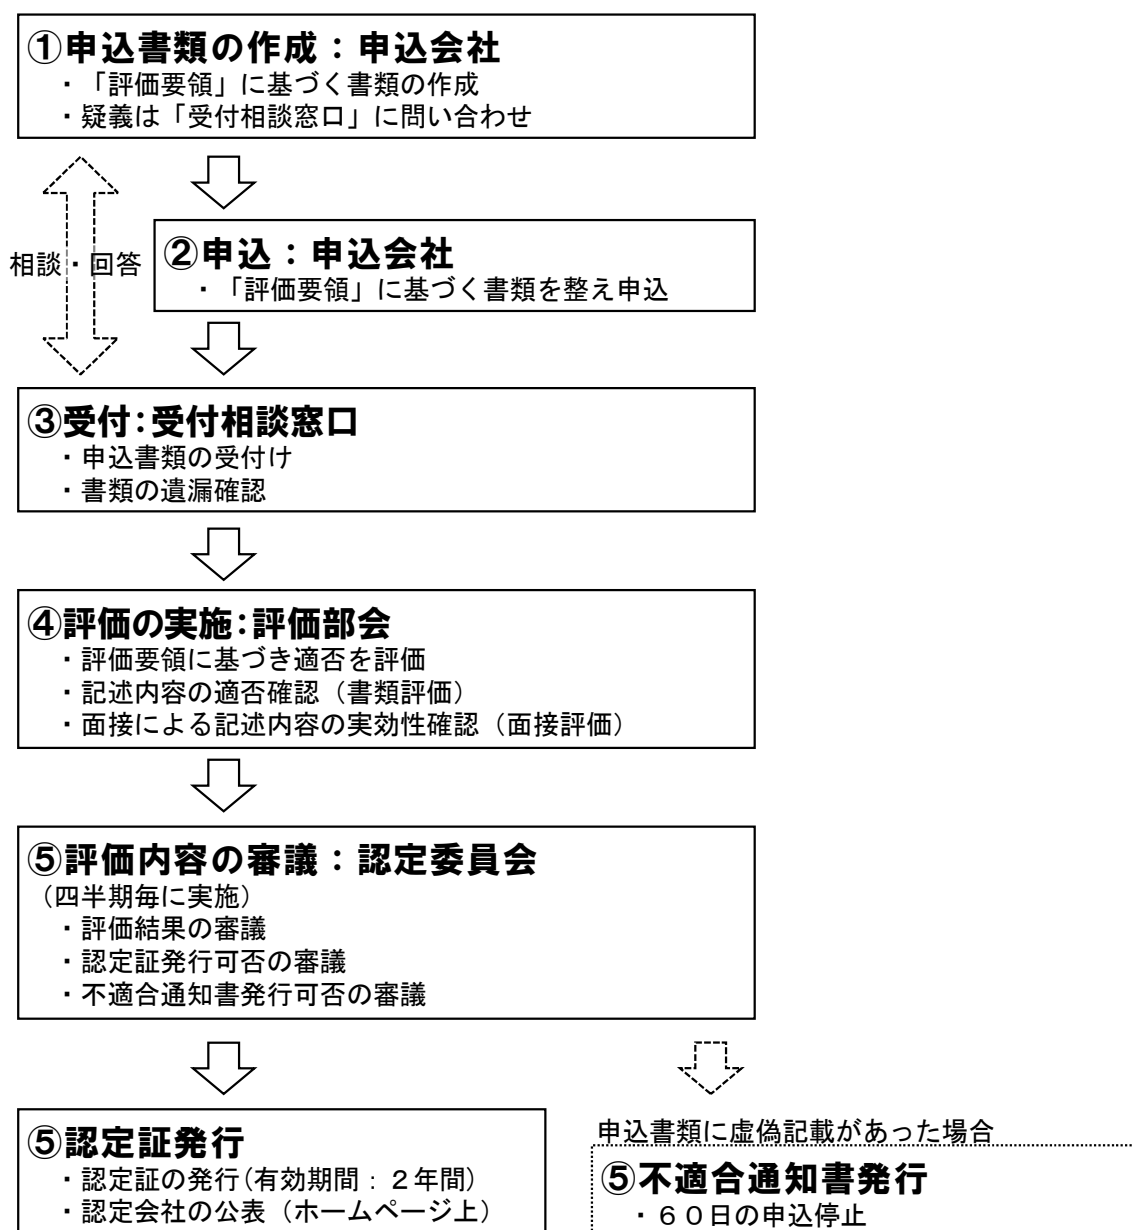 ①申込書類の作成：申込会社
・「評価要領」に基づく書類の作成
・疑義は「受付相談窓口」に問い合わせ
相談・回答
②申込：申込会社
・「評価要領」に基づく書類を整え申込
③受付：受付相談窓口
・申込書類の受付け
・書類の遺漏確認
④評価の実施：評価部会
・評価要領に基づき適否を評価
・記述内容の適否確認（書類評価）
・面接による記述内容の実効性確認（面接評価）
⑤評価内容の審議：認定委員会
（四半期毎に実施）
・評価結果の審議
・認定証発行可否の審議
・不適合通知書発行可否の審議
⑤認定証発行
・認定証の発行（有効期間：２年間）
・認定会社の公表（ホームページ上）
申込書類に虚偽記載があった場合
⑤不適合通知書発行
・６０日の申込停止